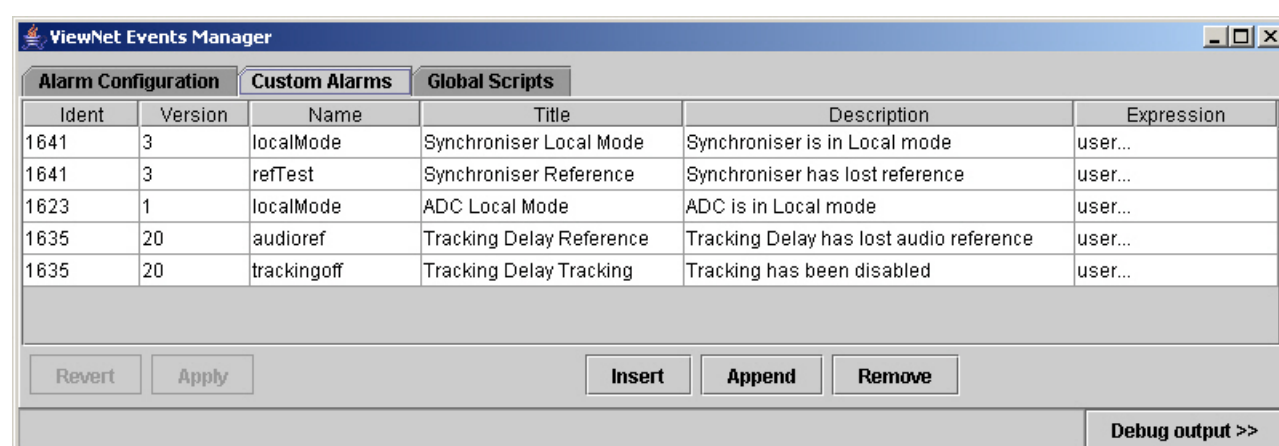 ViewNet Events Manager
Alarm Configuration Custom Alarms Global Scripts
Ident Version Name Title Description Expression
1641 3 localMode Synchroniser Local Mode Synchroniser is in Local mode user...
1641 3 refTest Synchroniser Reference Synchroniser has lost reference user...
1623 1 localMode ADC Local Mode ADC is in Local mode user...
1635 20 audioref Tracking Delay Reference Tracking Delay has lost audio reference user...
1635 20 trackingoff Tracking Delay Tracking Tracking has been disabled user...
Revert Apply Insert Append Remove
Debug output >>